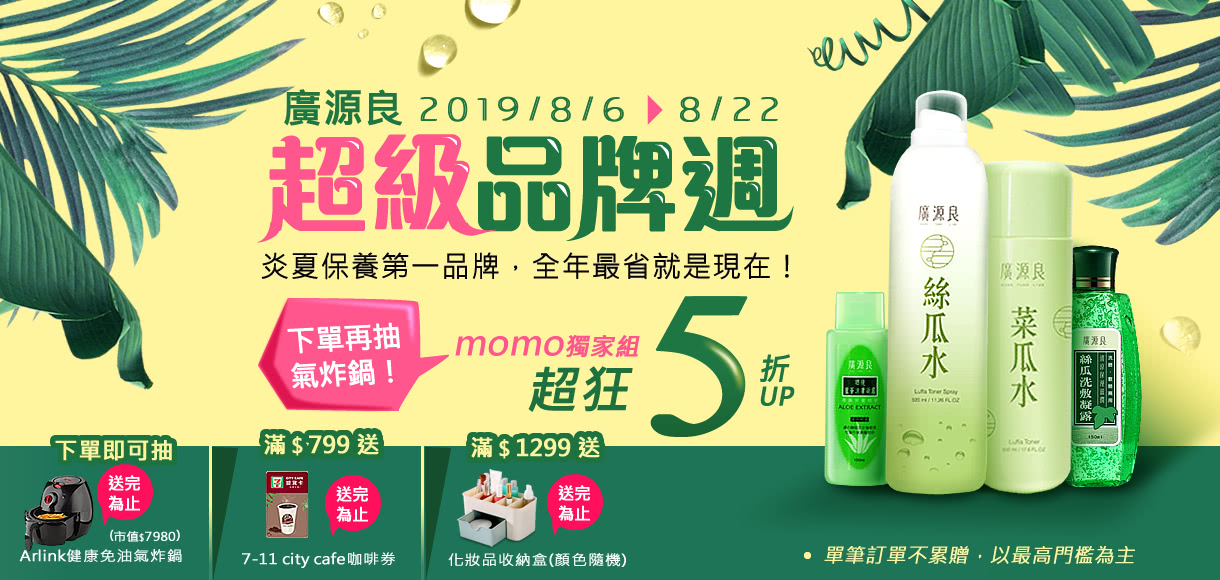 廣源良 2019/8/6 ▶ 8/22
超級品牌週
炎夏保養第一品牌，全年最省就是現在！
下單再抽
氣炸鍋！
momo獨家組
超狂
5
折
UP
廣源良
ALOE EXTRACT
廣源良
絲瓜水
Luffa Toner Spray
廣源良
菜瓜水
Luffa Toner
廣源良
絲瓜洗敷凝露
下單即可抽
送完
為止
(市值$7980)
Arlink健康免油氣炸鍋
滿$799送
CITY CAFE
送完
為止
7-11 city cafe咖啡券
滿$1299送
送完
為止
化妝品收納盒(顏色隨機)
• 單筆訂單不累贈．以最高門檻為主